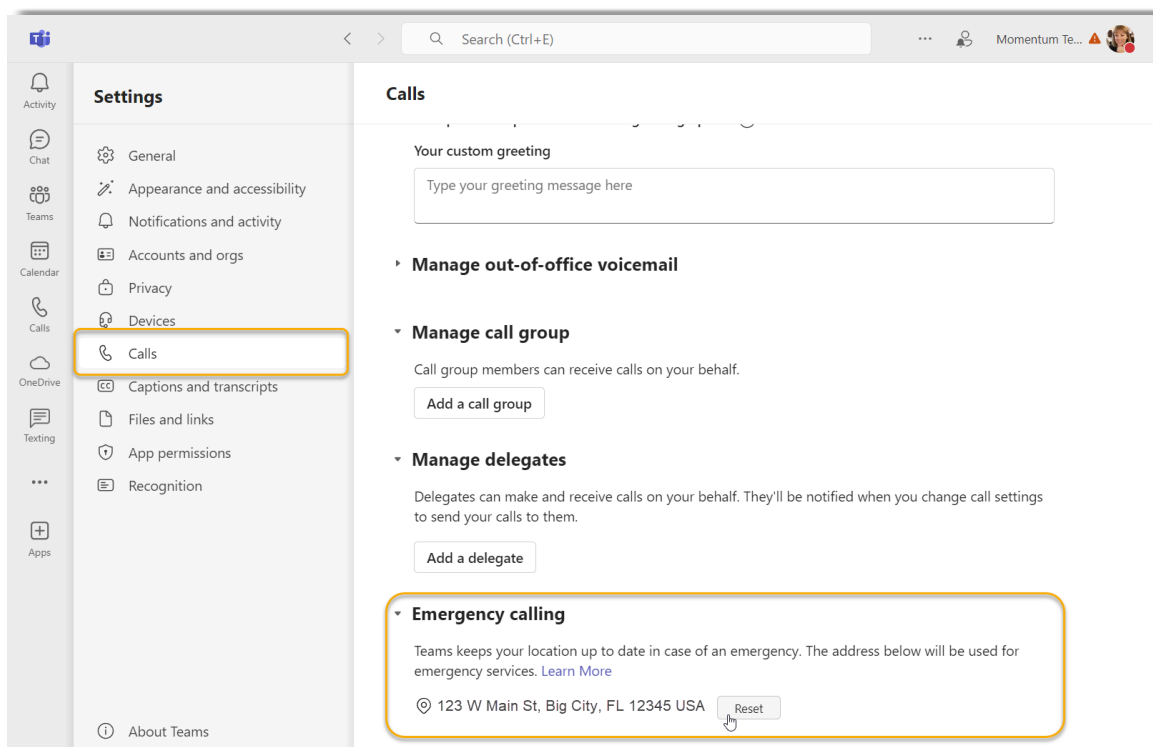 Search (Ctrl+E)
Momentum Te...
Activity
Chat
Teams
Calendar
Calls
OneDrive
Texting
Apps
Settings
General
Appearance and accessibility
Notifications and activity
Accounts and orgs
Privacy
Devices
Calls
CC Captions and transcripts
Files and links
App permissions
Recognition
About Teams
Calls
Your custom greeting
Type your greeting message here
Manage out-of-office voicemail
Manage call group
Call group members can receive calls on your behalf.
Add a call group
Manage delegates
Delegates can make and receive calls on your behalf. They'll be notified when you change call settings
to send your calls to them.
Add a delegate
Emergency calling
Teams keeps your location up to date in case of an emergency. The address below will be used for
emergency services. Learn More
123 W Main St, Big City, FL 12345 USA
Reset